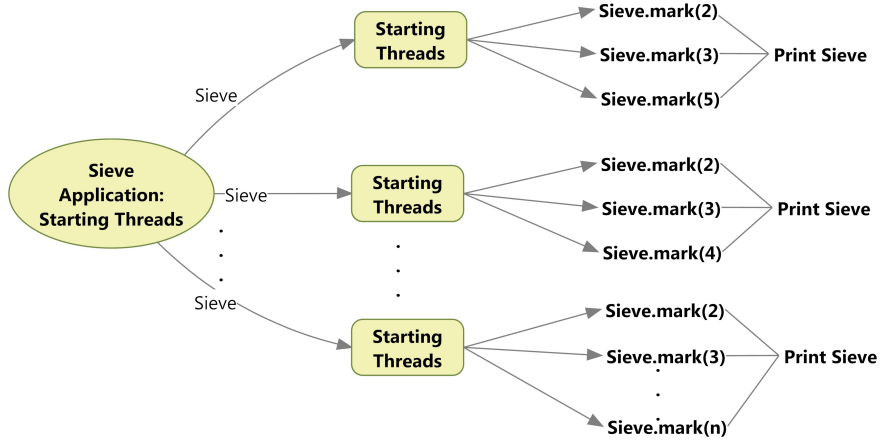 Sieve
Application:
Starting Threads
Sieve
Starting
Threads
Sieve.mark(2)
Sieve.mark(3)
Sieve.mark(5)
Print Sieve
Sieve
Starting
Threads
Sieve.mark(2)
Sieve.mark(3)
Sieve.mark(4)
Print Sieve
Sieve
Starting
Threads
Sieve.mark(2)
Sieve.mark(3)
Sieve.mark(n)
Print Sieve